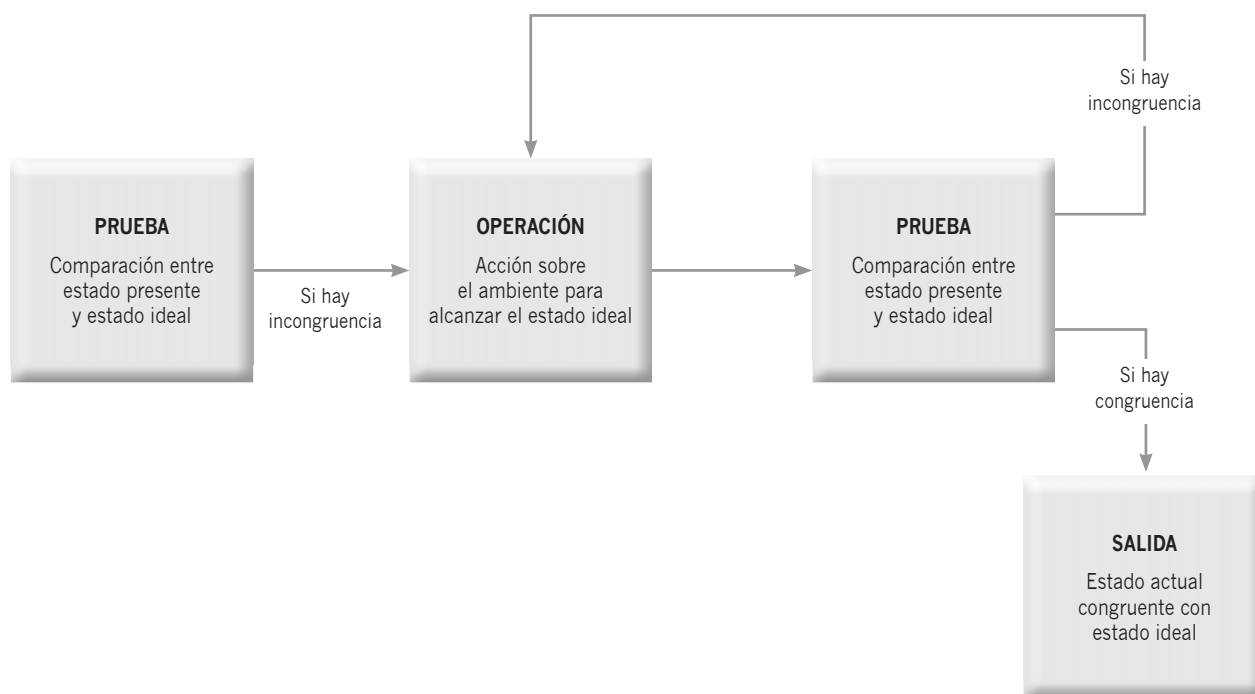 PRUEBA
Comparación entre
estado presente
y estado ideal
Si hay
incongruencia
OPERACIÓN
Acción sobre
el ambiente para
alcanzar el estado ideal
PRUEBA
Comparación entre
estado presente
y estado ideal
Si hay
incongruencia
Si hay
congruencia
SALIDA
Estado actual
congruente con
estado ideal